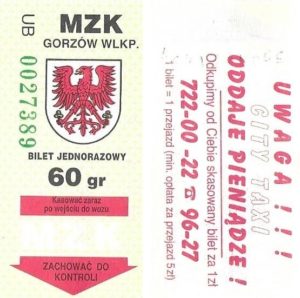 UB
0027389
MZK
GORZÓW WLKP.
BILET JEDNORAZOWY
60 gr
Kasować zaraz
po wejściu do wozu
ZACHOWAĆ DO
KONTROLI
UWAGA!!!
CITY TAXI
ODDAJE PIENIĄDZE!
Odkupimy od Ciebie skasowany bilet za 1zł
722-00-22 ☎ 96-27
1 bilet = 1 przejazd (min. opłata za przejazd 5zł)